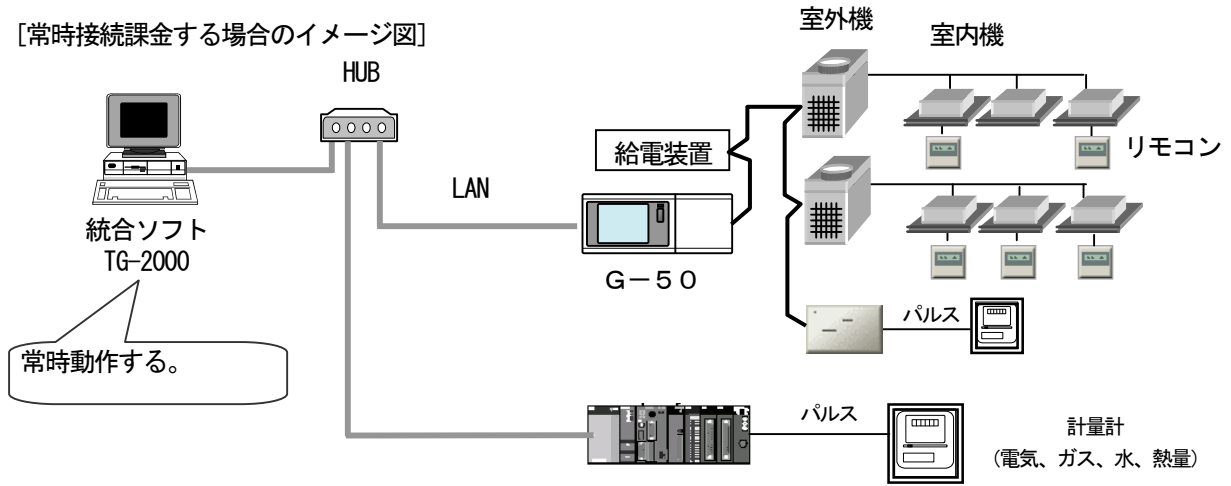 [常時接続課金する場合のイメージ図]
HUB
室外機
室内機
給電装置
リモコン
LAN
統合ソフト
TG-2000
G－50
常時動作する。
パルス
パルス
計量計
(電気、ガス、水、熱量)